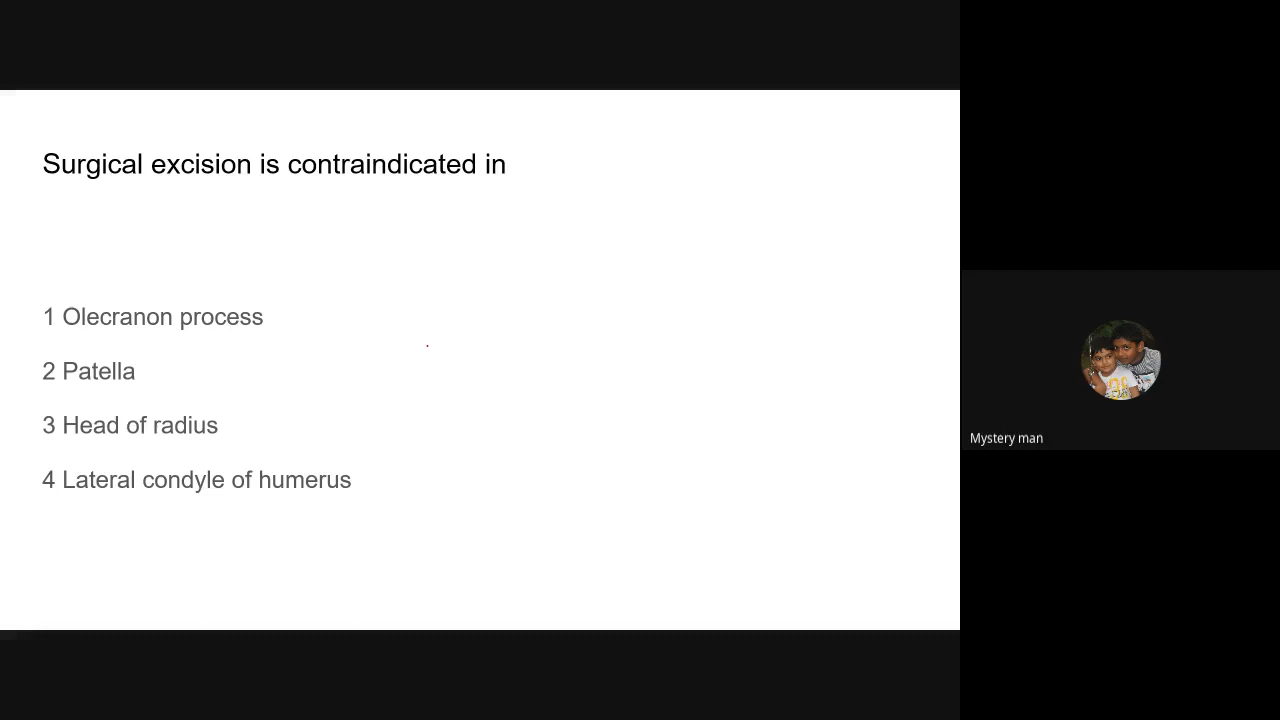 Surgical excision is contraindicated in
1 Olecranon process
2 Patella
3 Head of radius
4 Lateral condyle of humerus
Mystery man